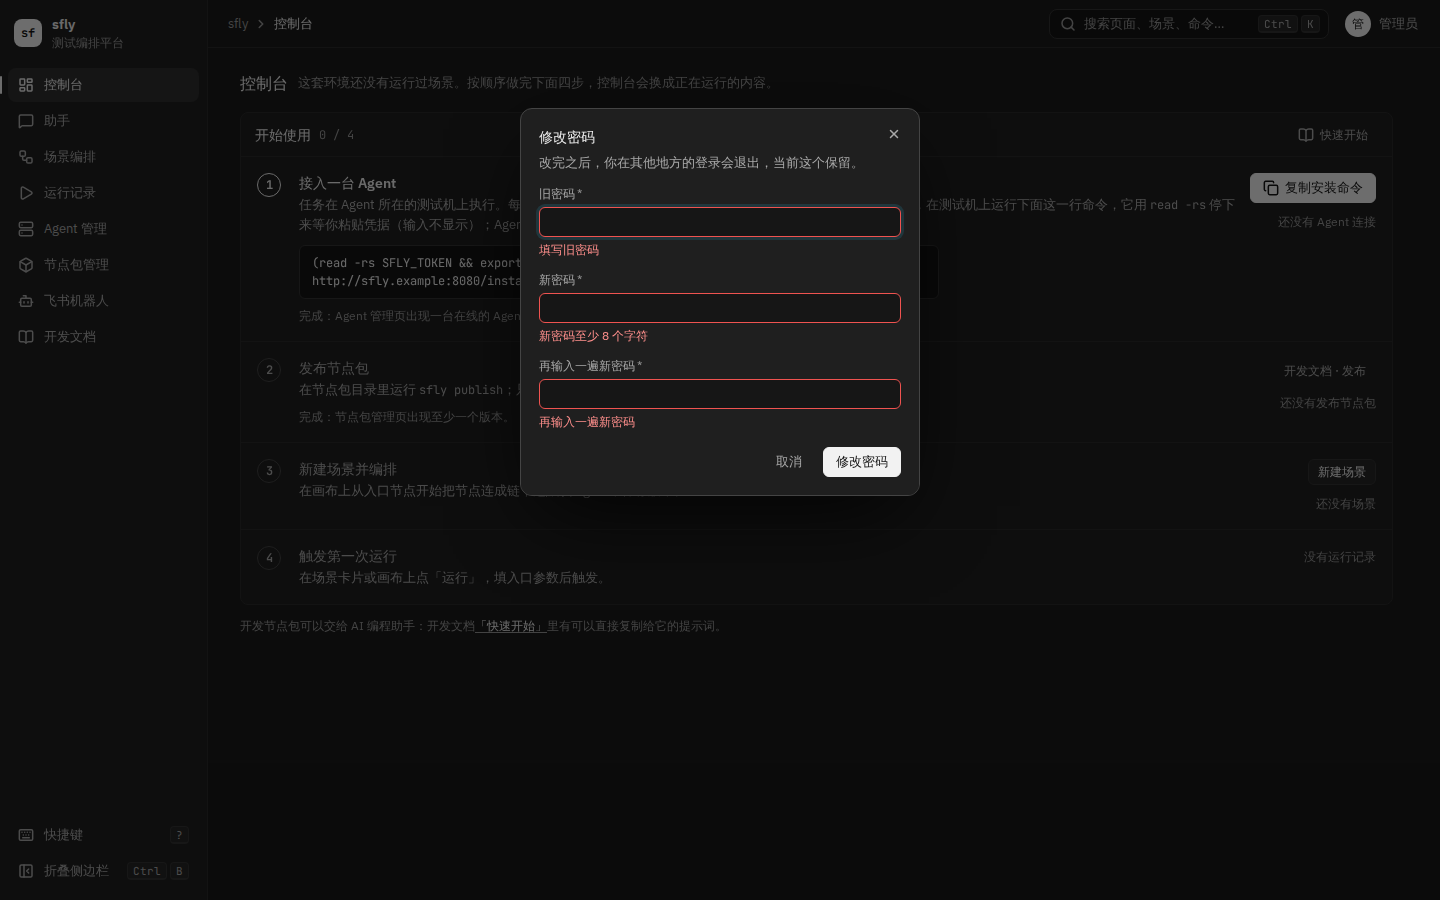 sf
sfly
测试编排平台
控制台
助手
场景编排
运行记录
Agent 管理
节点包管理
飞书机器人
开发文档
快捷键 ?
折叠侧边栏 Ctrl B
sfly > 控制台
搜索页面、场景、命令... Ctrl K
管 管理员
控制台 这套环境还没有运行过场景。按顺序做完下面四步，控制台会换成正在运行的内容。
开始使用 0 / 4
快速开始
1 接入一台 Agent
任务在 Agent 所在的测试机上执行。每
在测试机上运行下面这一行命令，它用 read -rs 停下
来等你粘贴凭据（输入不显示）；Agen
(read -rs SFLY_TOKEN && export
http://sfly.example:8080/insta
完成：Agent 管理页出现一台在线的 Agen
复制安装命令
还没有 Agent 连接
2 发布节点包
在节点包目录里运行 sfly publish；
完成：节点包管理页出现至少一个版本。
开发文档 · 发布
还没有发布节点包
3 新建场景并编排
在画布上从入口节点开始把节点连成链
新建场景
还没有场景
4 触发第一次运行
在场景卡片或画布上点「运行」，填入口参数后触发。
没有运行记录
开发节点包可以交给 AI 编程助手：开发文档「快速开始」里有可以直接复制给它的提示词。
修改密码
改完之后，你在其他地方的登录会退出，当前这个保留。
旧密码 *
填写旧密码
新密码 *
新密码至少 8 个字符
再输入一遍新密码 *
再输入一遍新密码
取消 修改密码